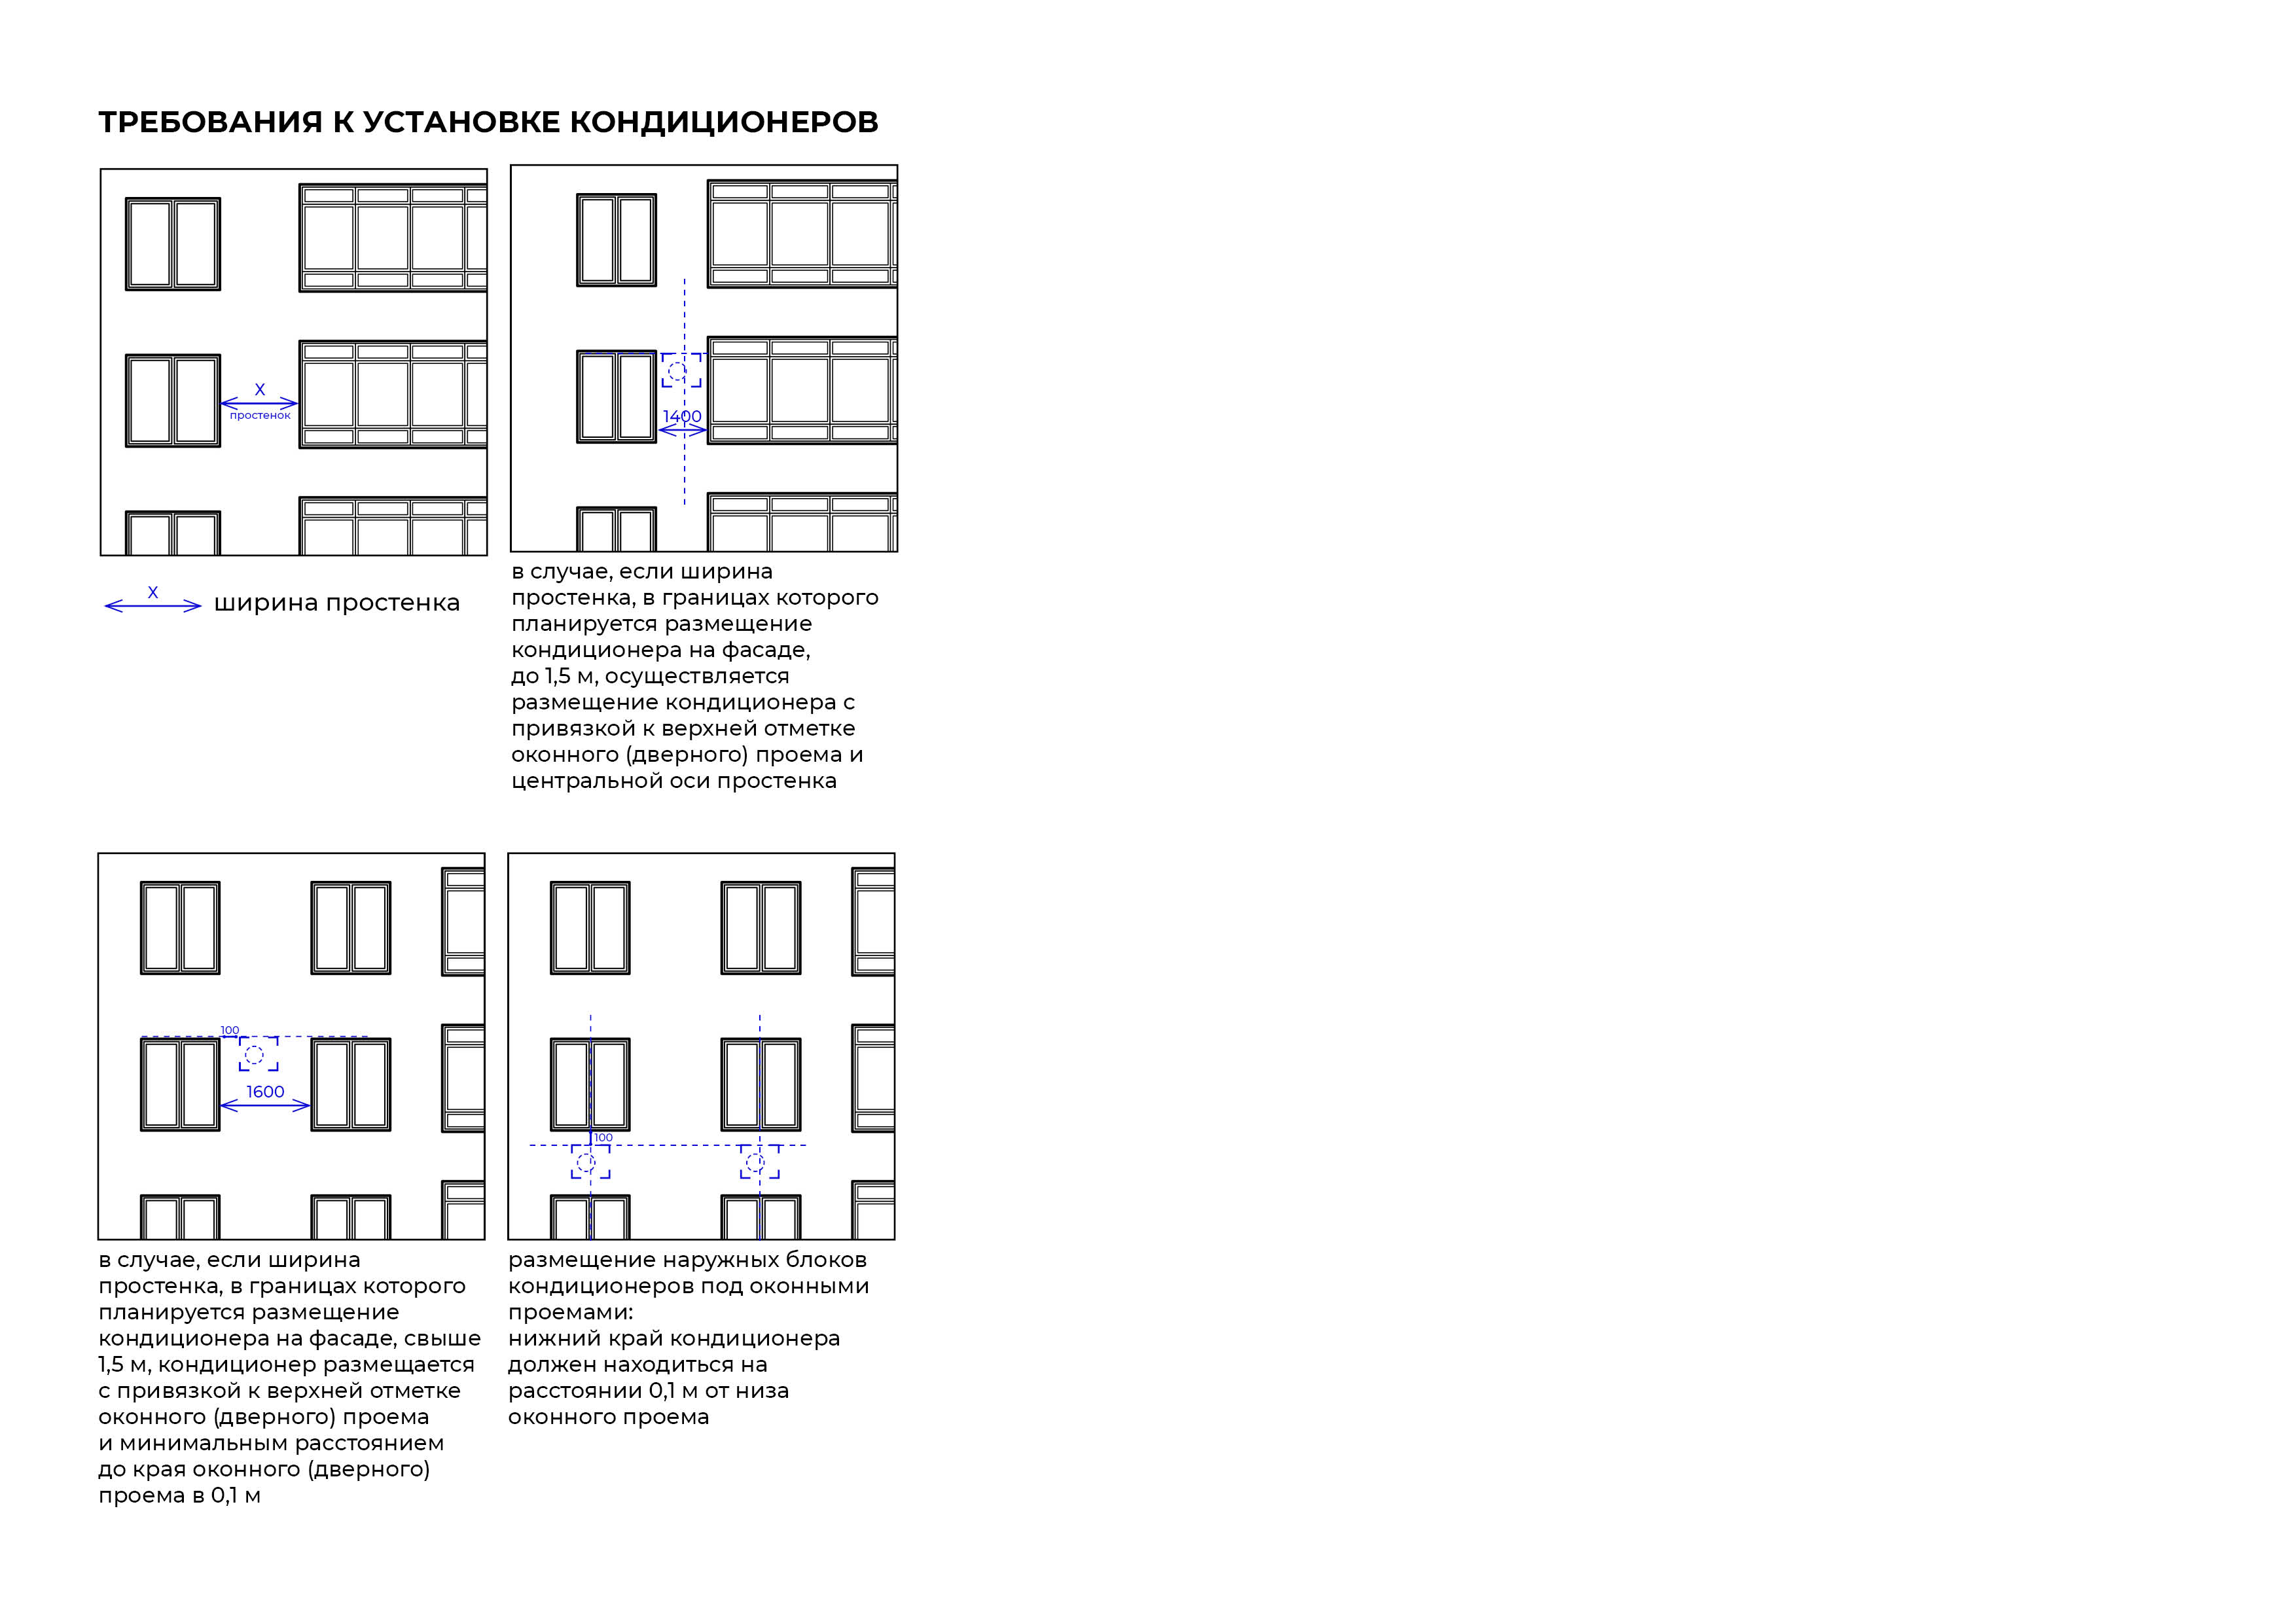 ТРЕБОВАНИЯ К УСТАНОВКЕ КОНДИЦИОНЕРОВ
X
простенок
1400
X
ширина простенка
в случае, если ширина
простенка, в границах которого
планируется размещение
кондиционера на фасаде,
до 1,5 м, осуществляется
размещение кондиционера с
привязкой к верхней отметке
оконного (дверного) проема и
центральной оси простенка
100
1600
100
в случае, если ширина
простенка, в границах которого
планируется размещение
кондиционера на фасаде, свыше
1,5 м, кондиционер размещается
с привязкой к верхней отметке
оконного (дверного) проема
и минимальным расстоянием
до края оконного (дверного)
проема в 0,1 м
размещение наружных блоков
кондиционеров под оконными
проемами:
нижний край кондиционера
должен находиться на
расстоянии 0,1 м от низа
оконного проема